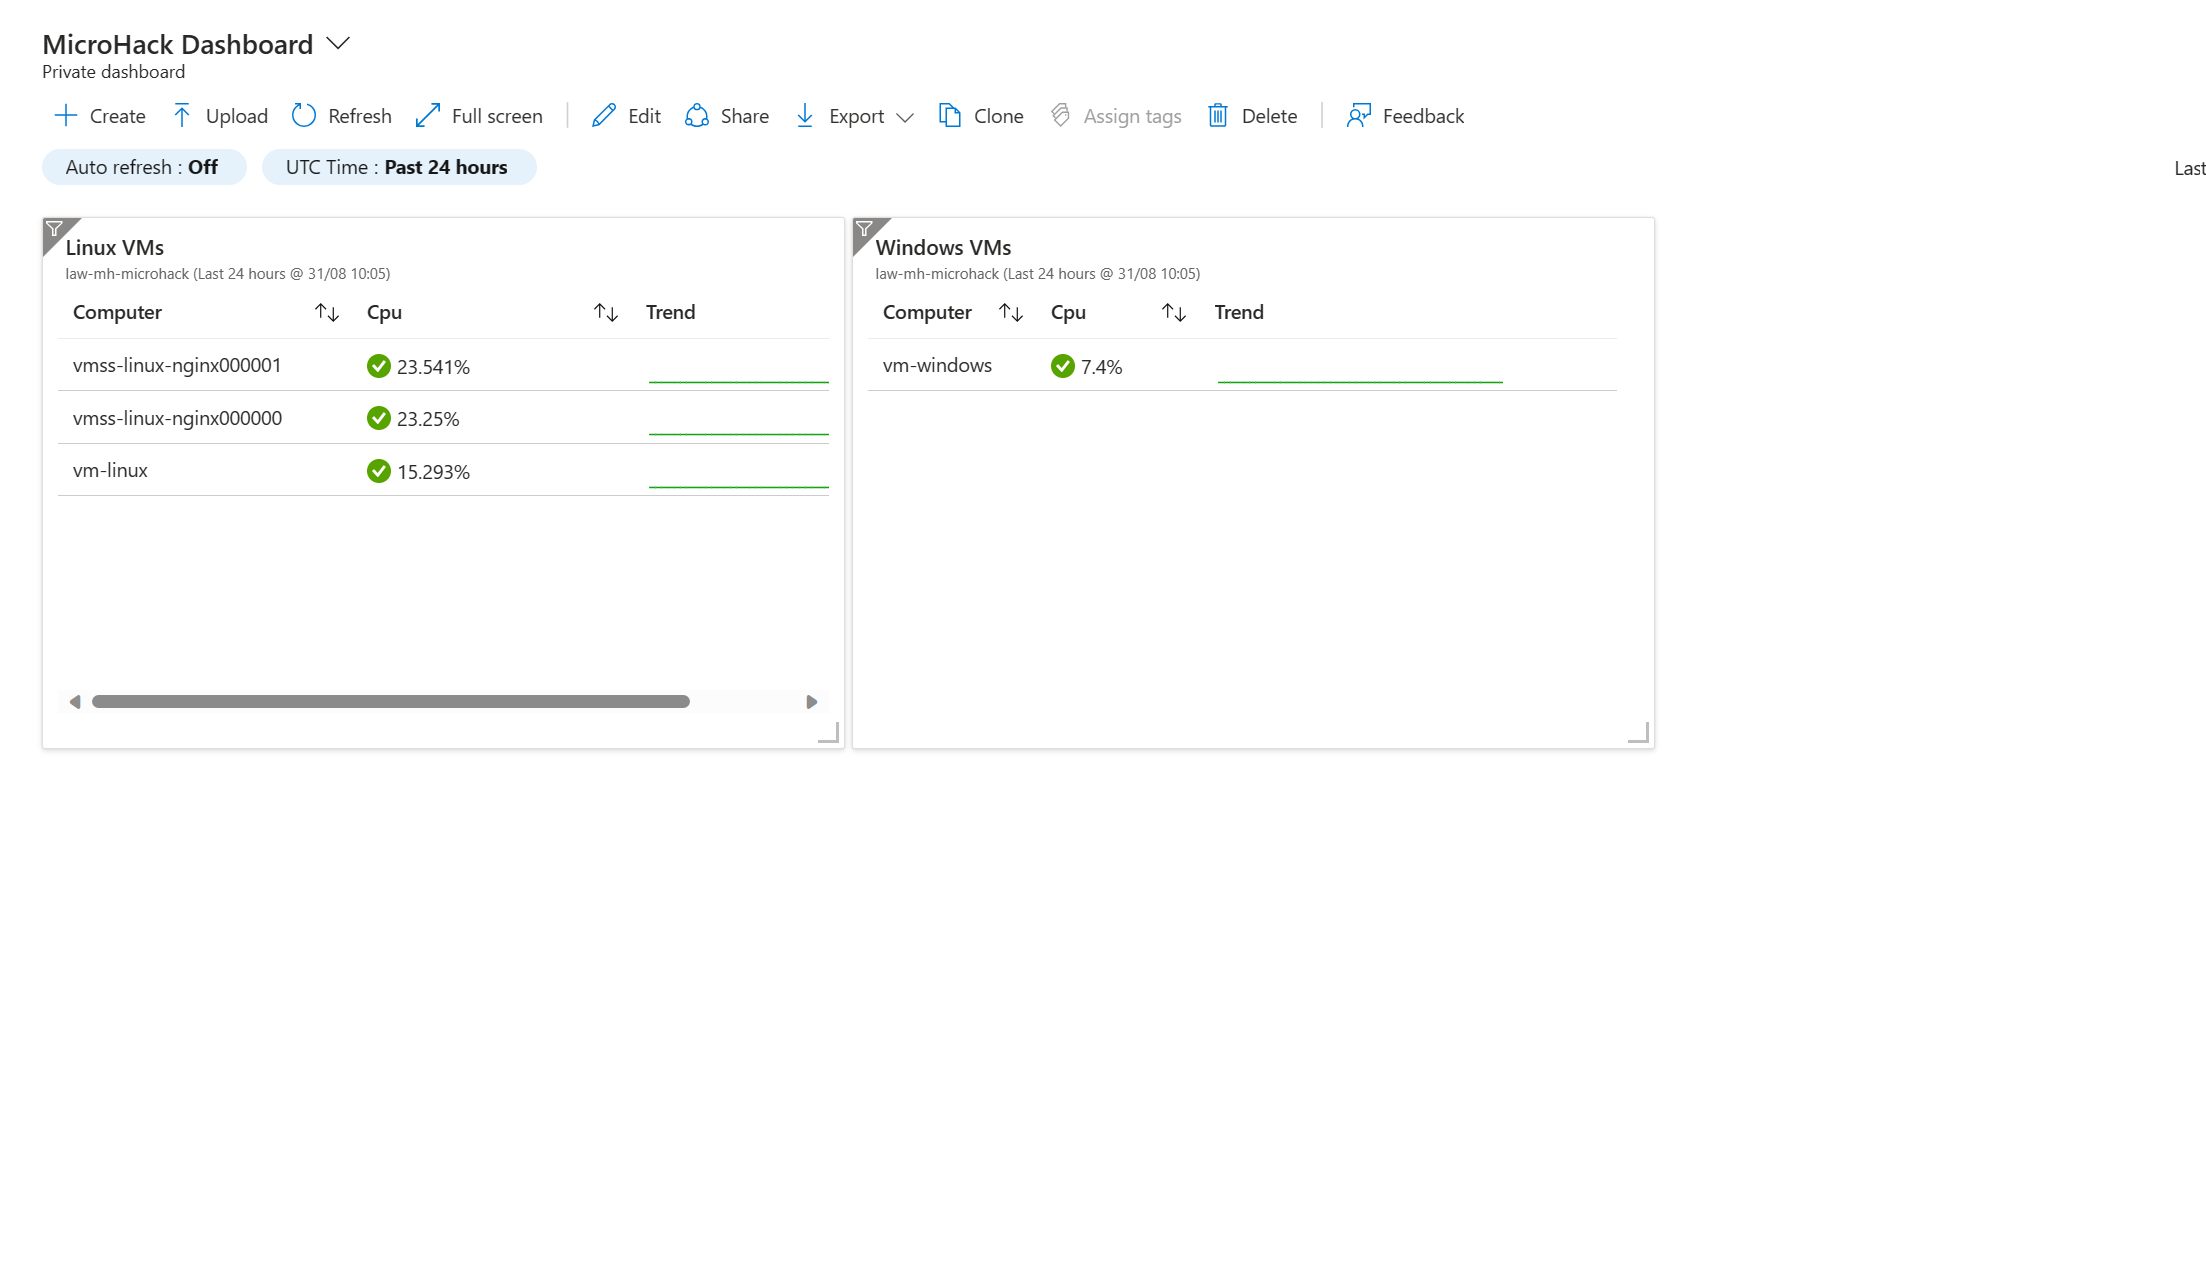 MicroHack Dashboard
Private dashboard
Create Upload Refresh Full screen Edit Share Export Clone Assign tags Delete Feedback
Auto refresh : Off UTC Time : Past 24 hours Last
Linux VMs
law-mh-microhack (Last 24 hours @ 31/08 10:05)
Computer Cpu Trend
vmss-linux-nginx000001 23.541%
vmss-linux-nginx000000 23.25%
vm-linux 15.293%
Windows VMs
law-mh-microhack (Last 24 hours @ 31/08 10:05)
Computer Cpu Trend
vm-windows 7.4%